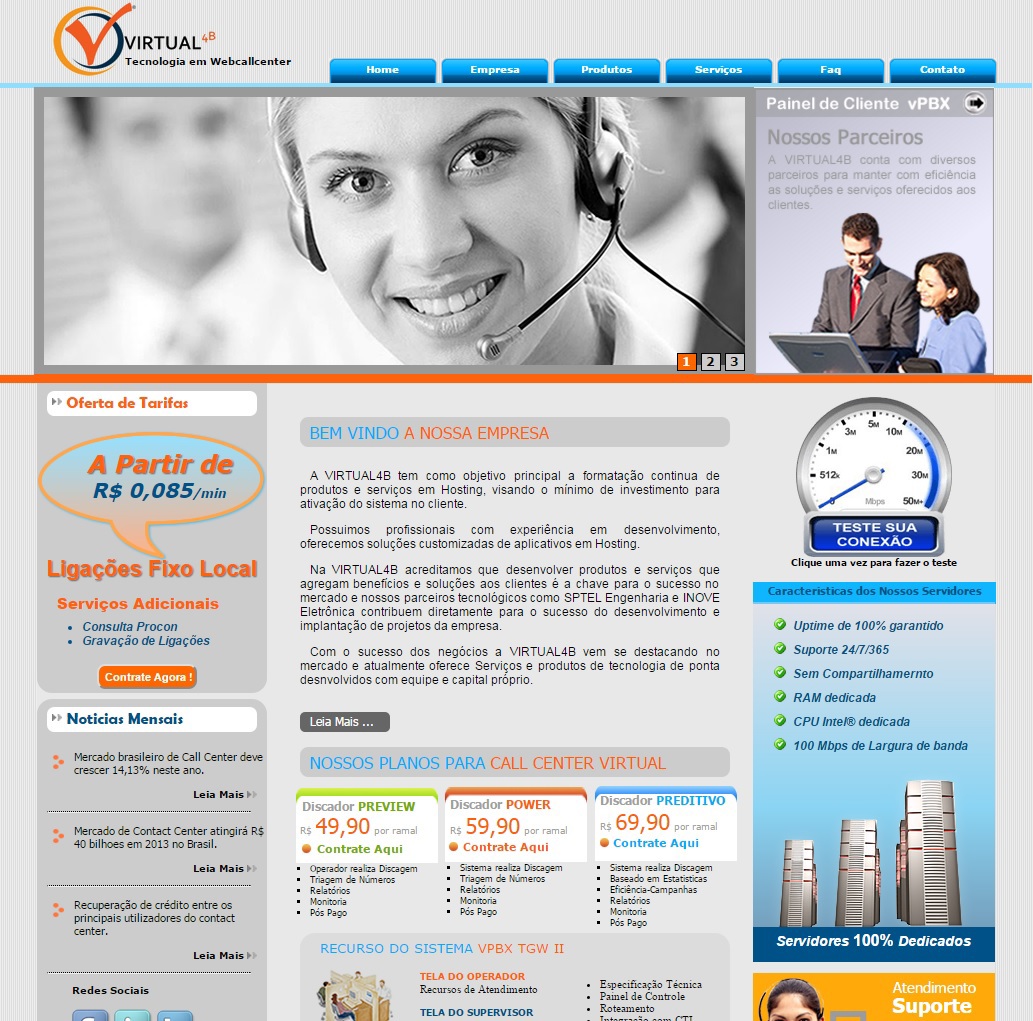 VIRTUAL4B
Tecnologia em Webcallcenter
Home
Empresa
Produtos
Serviços
Faq
Contato
1 2 3
Painel de Cliente vPBX
Nossos Parceiros
A VIRTUAL4B conta com diversos
parceiros para manter com eficiência
as soluções e serviços oferecidos aos
clientes.
Oferta de Tarifas
A Partir de
R$ 0,085/min
Ligações Fixo Local
Serviços Adicionais
Consulta Procon
Gravação de Ligações
Contrate Agora !
Noticias Mensais
Mercado brasileiro de Call Center deve
crescer 14,13% neste ano.
Leia Mais
Mercado de Contact Center atingirá R$
40 bilhoes em 2013 no Brasil.
Leia Mais
Recuperação de crédito entre os
principais utilizadores do contact
center.
Leia Mais
Redes Sociais
BEM VINDO A NOSSA EMPRESA
A VIRTUAL4B tem como objetivo principal a formatação continua de
produtos e serviços em Hosting, visando o mínimo de investimento para
ativação do sistema no cliente.
Possuimos profissionais com experiência em desenvolvimento,
oferecemos soluções customizadas de aplicativos em Hosting.
Na VIRTUAL4B acreditamos que desenvolver produtos e serviços que
agregam benefícios e soluções aos clientes é a chave para o sucesso no
mercado e nossos parceiros tecnológicos como SPTEL Engenharia e INOVE
Eletrônica contribuem diretamente para o sucesso do desenvolvimento e
implantação de projetos da empresa.
Com o sucesso dos negócios a VIRTUAL4B vem se destacando no
mercado e atualmente oferece Serviços e produtos de tecnologia de ponta
desnvolvidos com equipe e capital próprio.
Leia Mais ...
NOSSOS PLANOS PARA CALL CENTER VIRTUAL
Discador PREVIEW
R$ 49,90 por ramal
Contrate Aqui
Operador realiza Discagem
Triagem de Números
Relatórios
Monitoria
Pós Pago
Discador POWER
R$ 59,90 por ramal
Contrate Aqui
Sistema realiza Discagem
Triagem de Números
Relatórios
Monitoria
Pós Pago
Discador PREDITIVO
R$ 69,90 por ramal
Contrate Aqui
Sistema realiza Discagem
Baseado em Estatisticas
Eficiência-Campanhas
Relatórios
Monitoria
Pós Pago
RECURSO DO SISTEMA VPBX TGW II
TELA DO OPERADOR
Recursos de Atendimento
TELA DO SUPERVISOR
Especificação Técnica
Painel de Controle
Roteamento
Integração com CTI
512k 1M 3M 5M 10M 20M 30M 50M+
0 Mbps
TESTE SUA
CONEXÃO
Clique uma vez para fazer o teste
Caracteristicas dos Nossos Servidores
Uptime de 100% garantido
Suporte 24/7/365
Sem Compartilhamernto
RAM dedicada
CPU Intel® dedicada
100 Mbps de Largura de banda
Servidores 100% Dedicados
Atendimento
Suporte